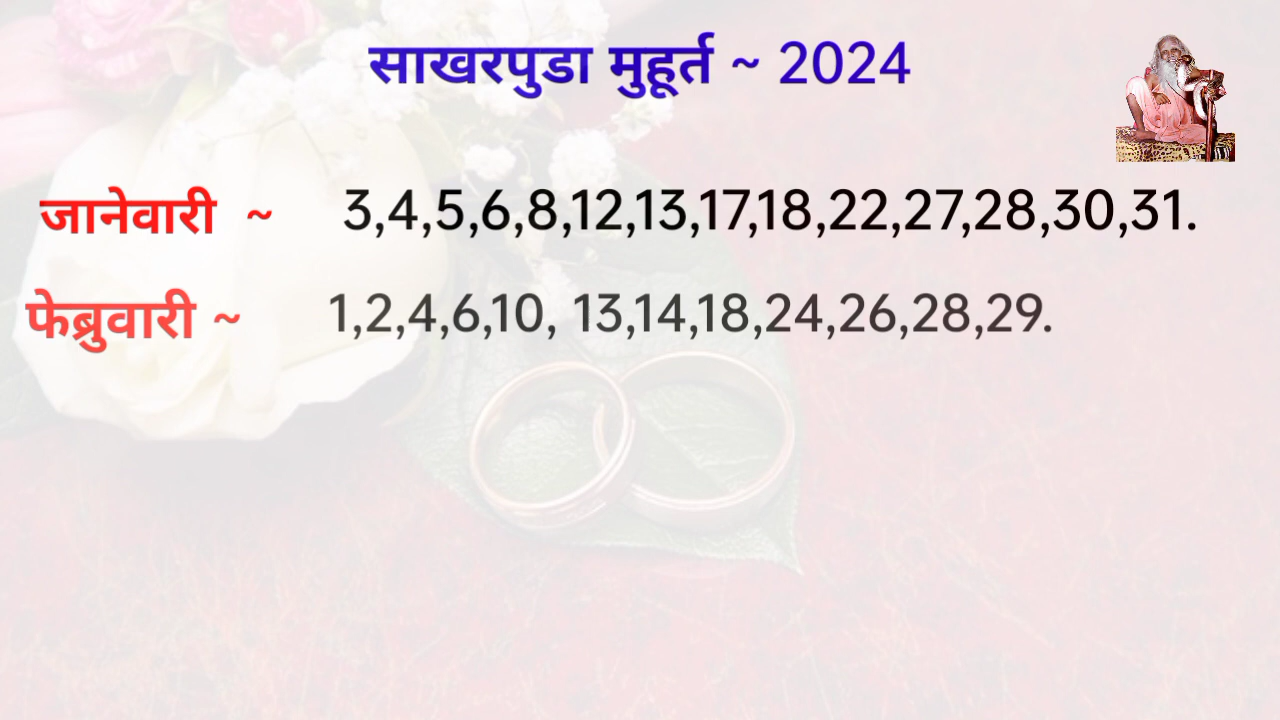 साखरपुडा मुहूर्त ~ 2024
जानेवारी ~ 3,4,5,6,8,12,13,17,18,22,27,28,30,31.
फेब्रुवारी ~ 1,2,4,6,10, 13,14,18,24,26,28,29.